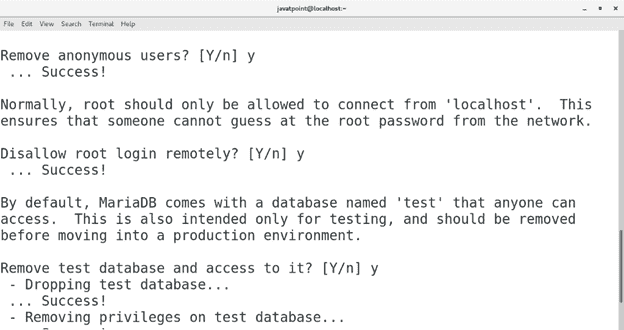 javatpoint@localhost:~
File Edit View Search Terminal Help
Remove anonymous users? [Y/n] y
... Success!
Normally, root should only be allowed to connect from 'localhost'. This
ensures that someone cannot guess at the root password from the network.
Disallow root login remotely? [Y/n] y
... Success!
By default, MariaDB comes with a database named 'test' that anyone can
access. This is also intended only for testing, and should be removed
before moving into a production environment.
Remove test database and access to it? [Y/n] y
- Dropping test database...
... Success!
- Removing privileges on test database...